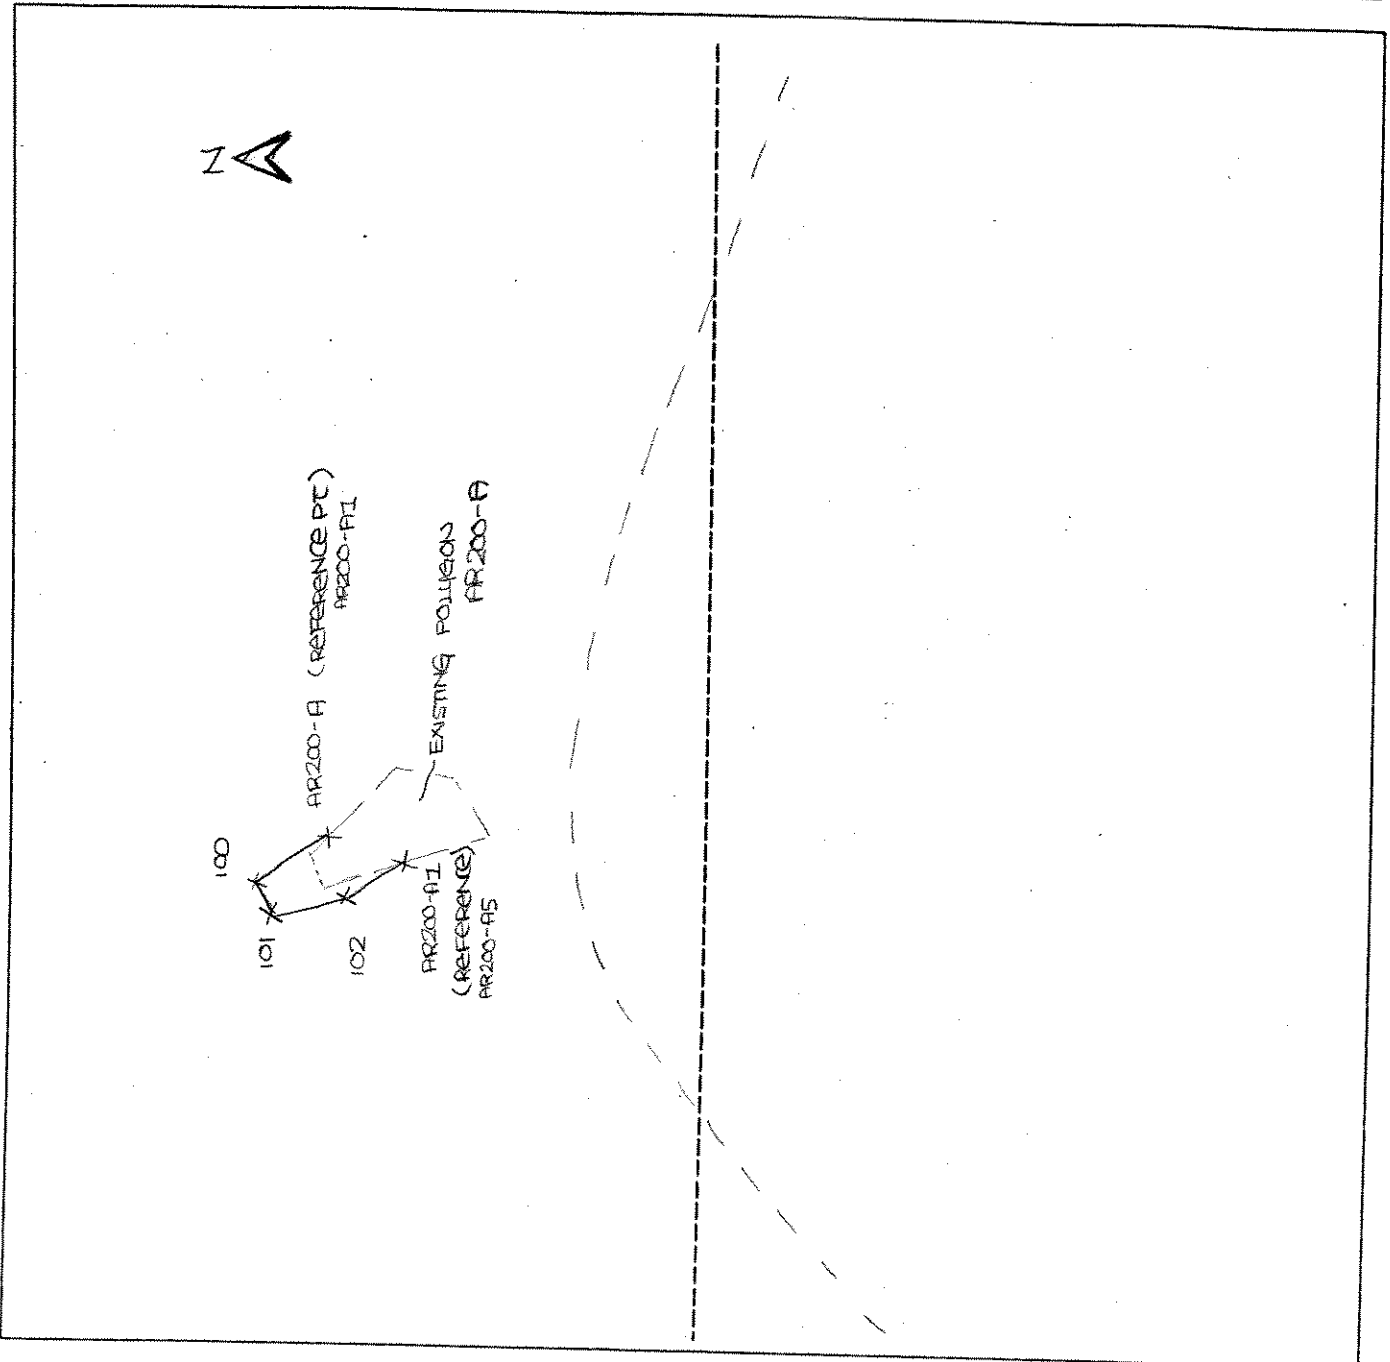 N
100
101
102
AR200-A (REFERENCE PT)
AR200-A1
EXISTING POLYGON
AR200-A
AR200-A1
(REFERENCE)
AR200-A5